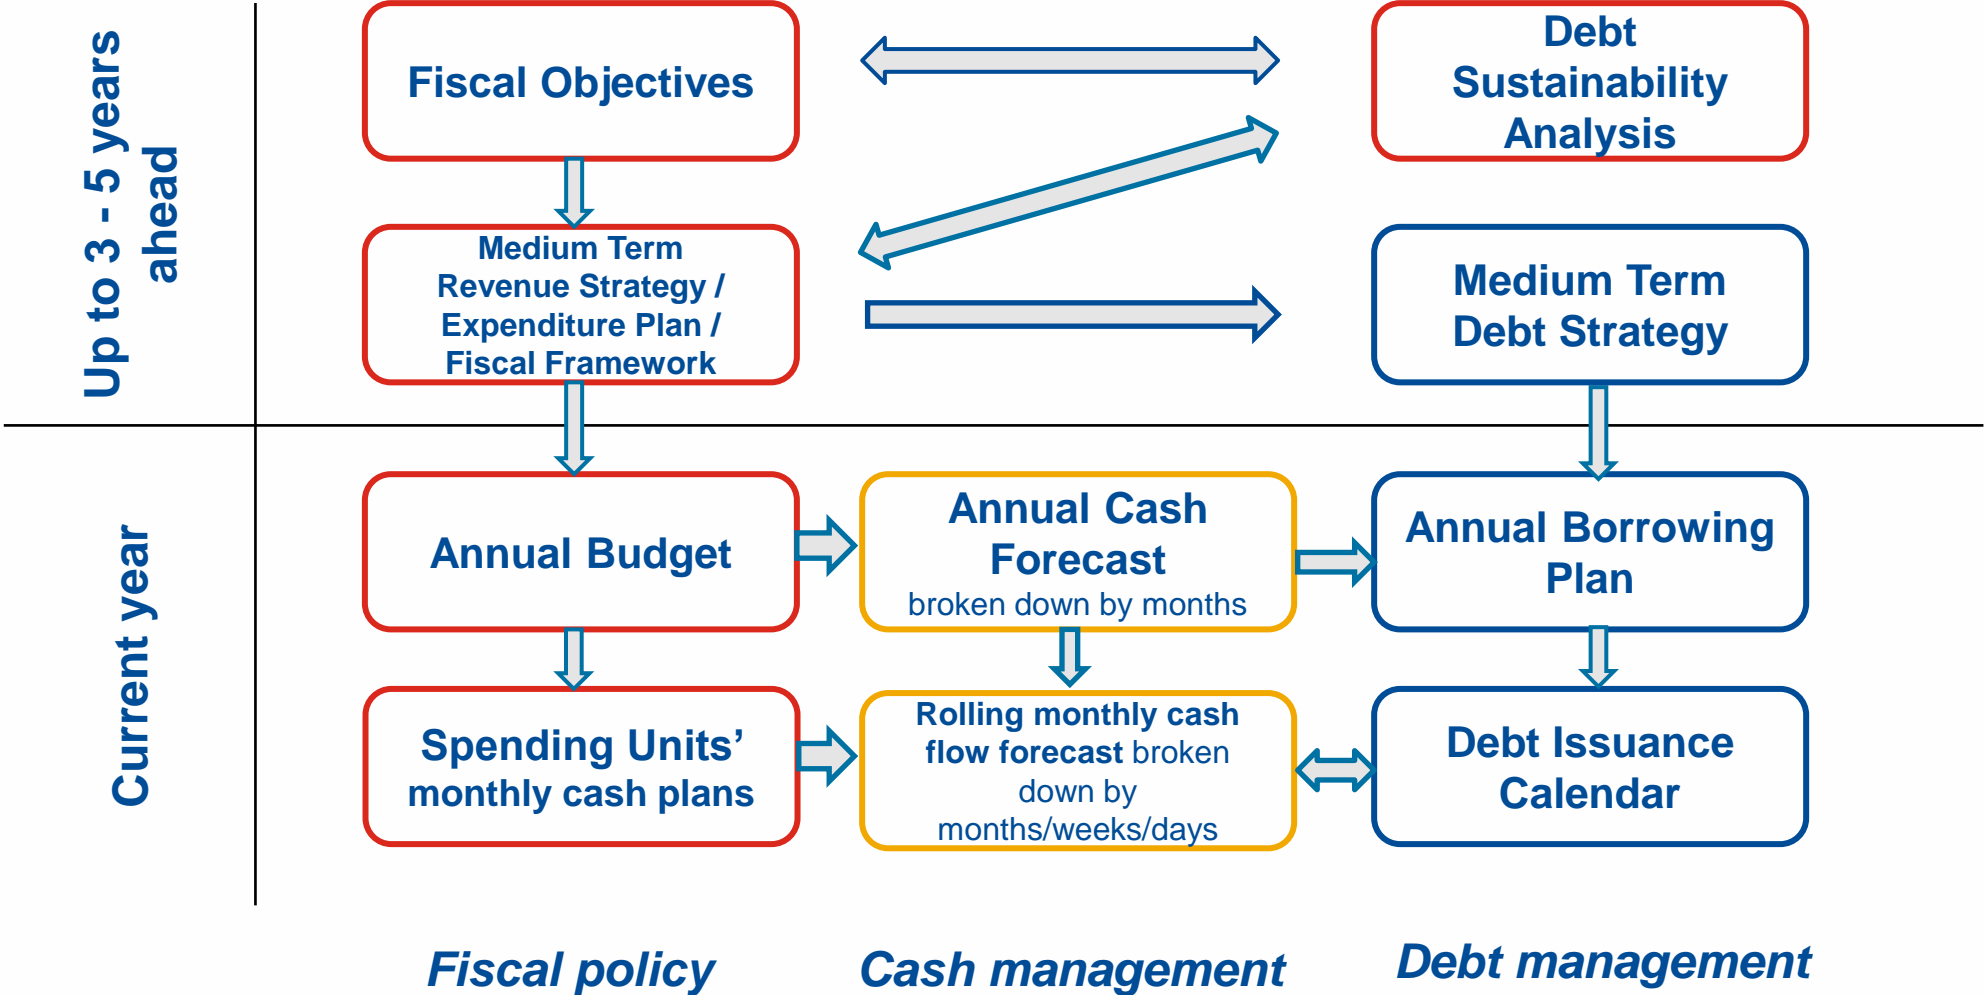 Up to 3 - 5 years
ahead
Fiscal Objectives
Debt
Sustainability
Analysis
Medium Term
Revenue Strategy /
Expenditure Plan /
Fiscal Framework
Medium Term
Debt Strategy
Current year
Annual Budget
Annual Cash
Forecast
broken down by months
Annual Borrowing
Plan
Spending Units’
monthly cash plans
Rolling monthly cash
flow forecast broken
down by
months/weeks/days
Debt Issuance
Calendar
Fiscal policy
Cash management
Debt management